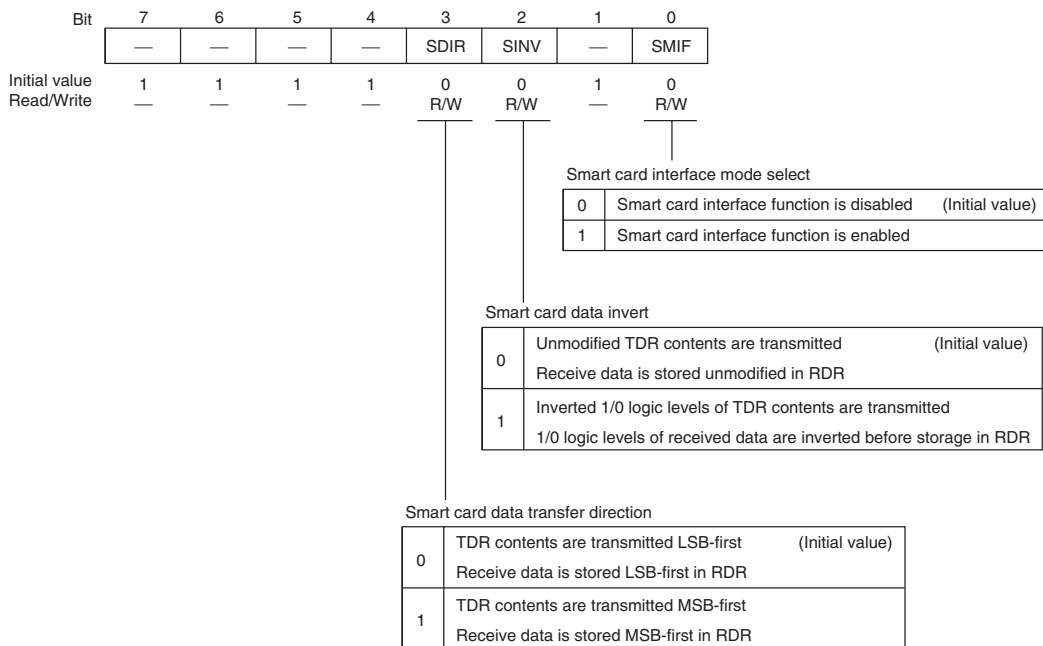 Bit 7 6 5 4 3 2 1 0
— — — — SDIR SINV — SMIF
Initial value 1 1 1 1 0 0 1 0
Read/Write — — — — R/W R/W — R/W
Smart card interface mode select
0 Smart card interface function is disabled (Initial value)
1 Smart card interface function is enabled
Smart card data invert
0 Unmodified TDR contents are transmitted (Initial value)
Receive data is stored unmodified in RDR
1 Inverted 1/0 logic levels of TDR contents are transmitted
1/0 logic levels of received data are inverted before storage in RDR
Smart card data transfer direction
0 TDR contents are transmitted LSB-first (Initial value)
Receive data is stored LSB-first in RDR
1 TDR contents are transmitted MSB-first
Receive data is stored MSB-first in RDR